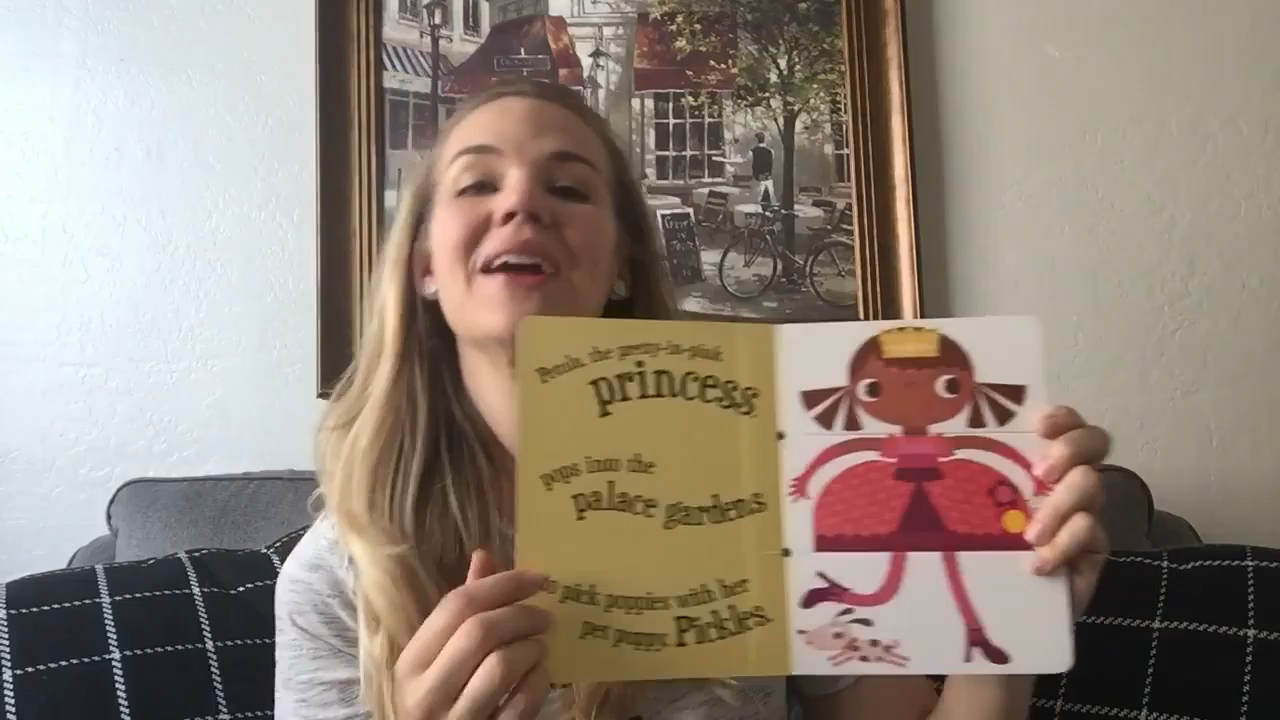 Petula, the pretty-in-pink
princess
pops into the
palace gardens
to pick poppies with her
pet puppy, Pickles.